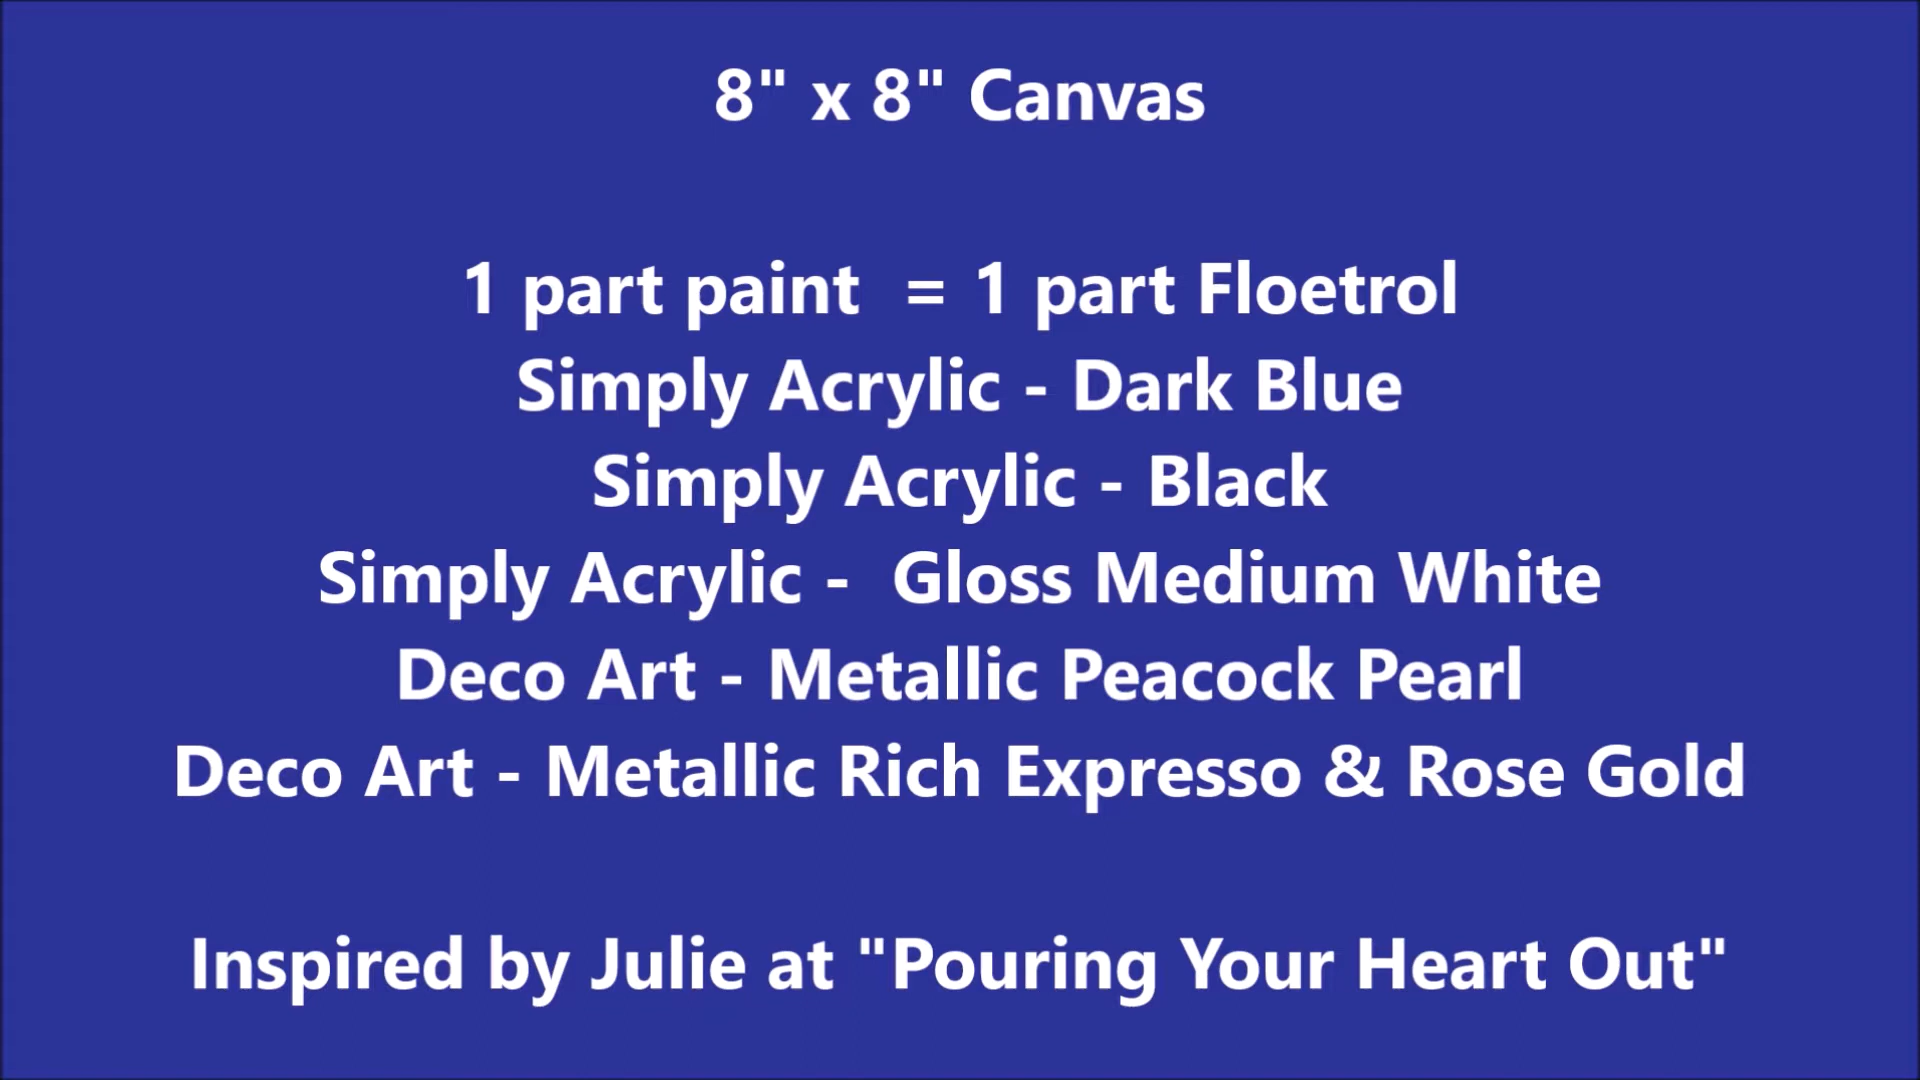 8" x 8" Canvas
1 part paint  = 1 part Floetrol
Simply Acrylic - Dark Blue
Simply Acrylic - Black
Simply Acrylic -  Gloss Medium White
Deco Art - Metallic Peacock Pearl
Deco Art - Metallic Rich Expresso & Rose Gold
Inspired by Julie at "Pouring Your Heart Out"